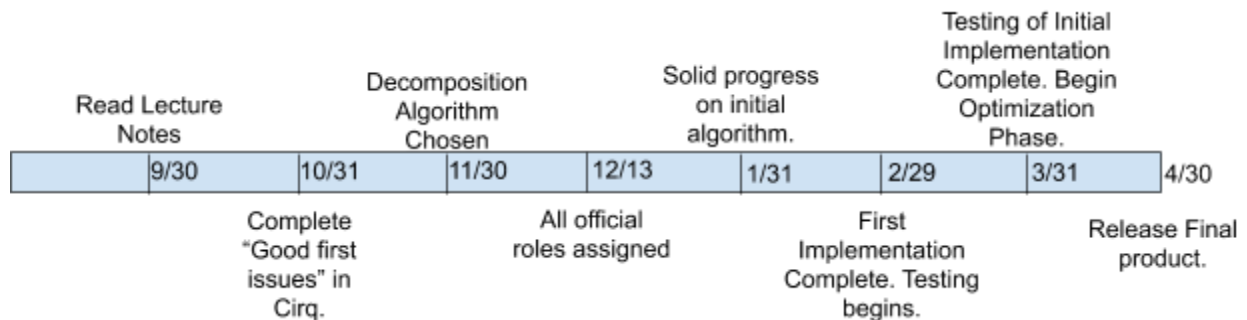 Testing of Initial
Implementation
Complete. Begin
Optimization
Phase.
Solid progress
on initial
algorithm.
Decomposition
Algorithm
Chosen
Read Lecture
Notes
9/30
10/31
11/30
12/13
1/31
2/29
3/31
4/30
Complete
“Good first
issues” in
Cirq.
All official
roles assigned
First
Implementation
Complete. Testing
begins.
Release Final
product.